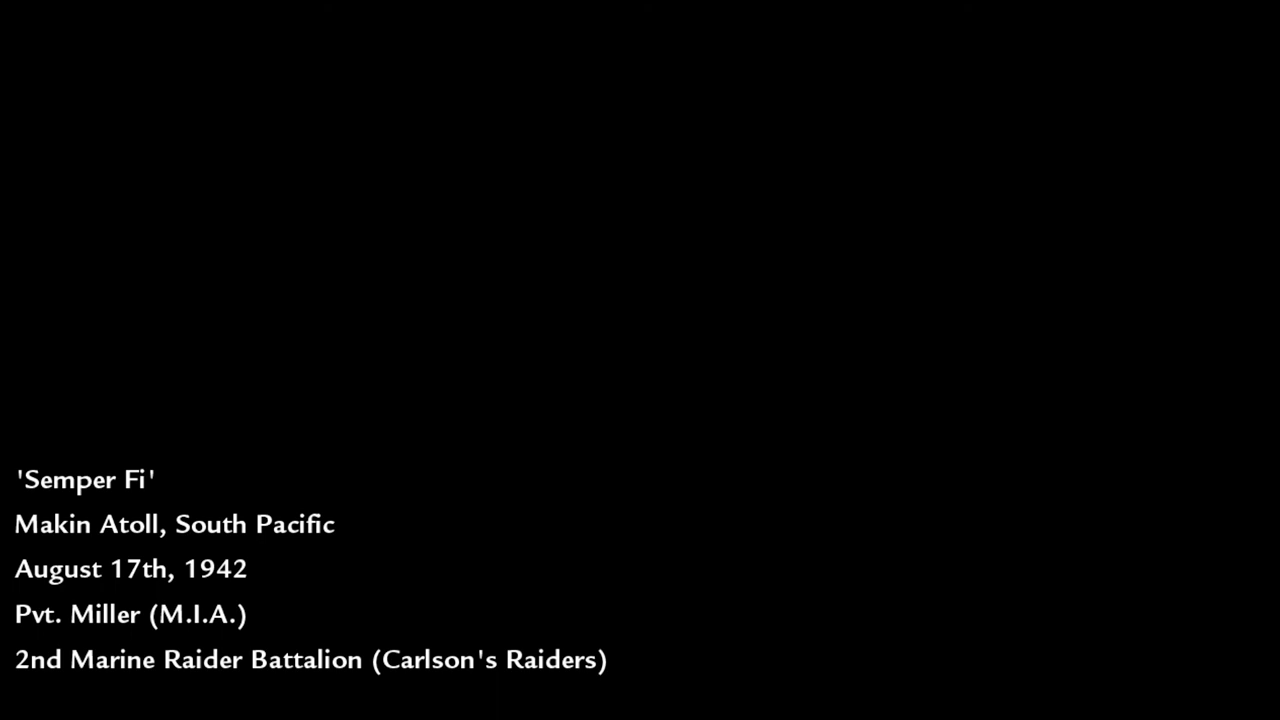 'Semper Fi'
Makin Atoll, South Pacific
August 17th, 1942
Pvt. Miller (M.I.A.)
2nd Marine Raider Battalion (Carlson's Raiders)